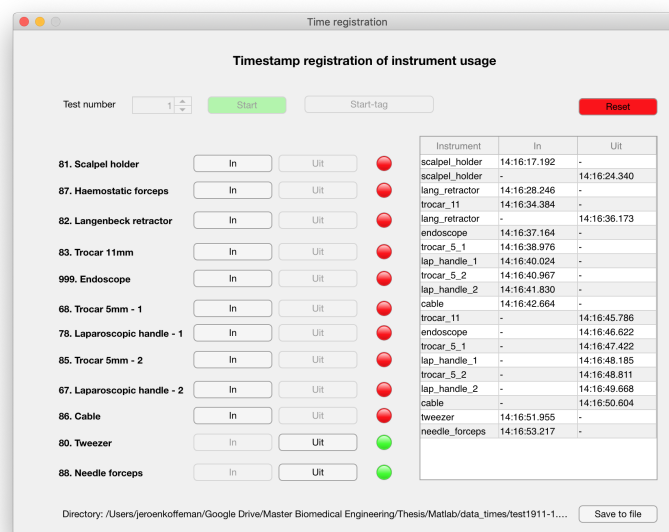 Time registration
Timestamp registration of instrument usage
Test number 1 Start Start-tag Reset
Instrument In Uit
81. Scalpel holder In Uit
87. Haemostatic forceps In Uit
82. Langenbeck retractor In Uit
83. Trocar 11mm In Uit
999. Endoscope In Uit
68. Trocar 5mm - 1 In Uit
78. Laparoscopic handle - 1 In Uit
85. Trocar 5mm - 2 In Uit
67. Laparoscopic handle - 2 In Uit
86. Cable In Uit
80. Tweezer In Uit
88. Needle forceps In Uit
scalpel_holder 14:16:17.192 -
scalpel_holder - 14:16:24.340
lang_retractor 14:16:28.246 -
trocar_11 14:16:34.384 -
lang_retractor - 14:16:36.173
endoscope 14:16:37.164 -
trocar_5_1 14:16:38.976 -
lap_handle_1 14:16:40.024 -
trocar_5_2 14:16:40.967 -
lap_handle_2 14:16:41.830 -
cable 14:16:42.664 -
trocar_11 - 14:16:45.786
endoscope - 14:16:46.622
trocar_5_1 - 14:16:47.422
lap_handle_1 - 14:16:48.185
trocar_5_2 - 14:16:48.811
lap_handle_2 - 14:16:49.668
cable - 14:16:50.604
tweezer 14:16:51.955 -
needle_forceps 14:16:53.217 -
Directory: /Users/jeroenkoffeman/Google Drive/Master Biomedical Engineering/Thesis/Matlab/data_times/test1911-1.... Save to file